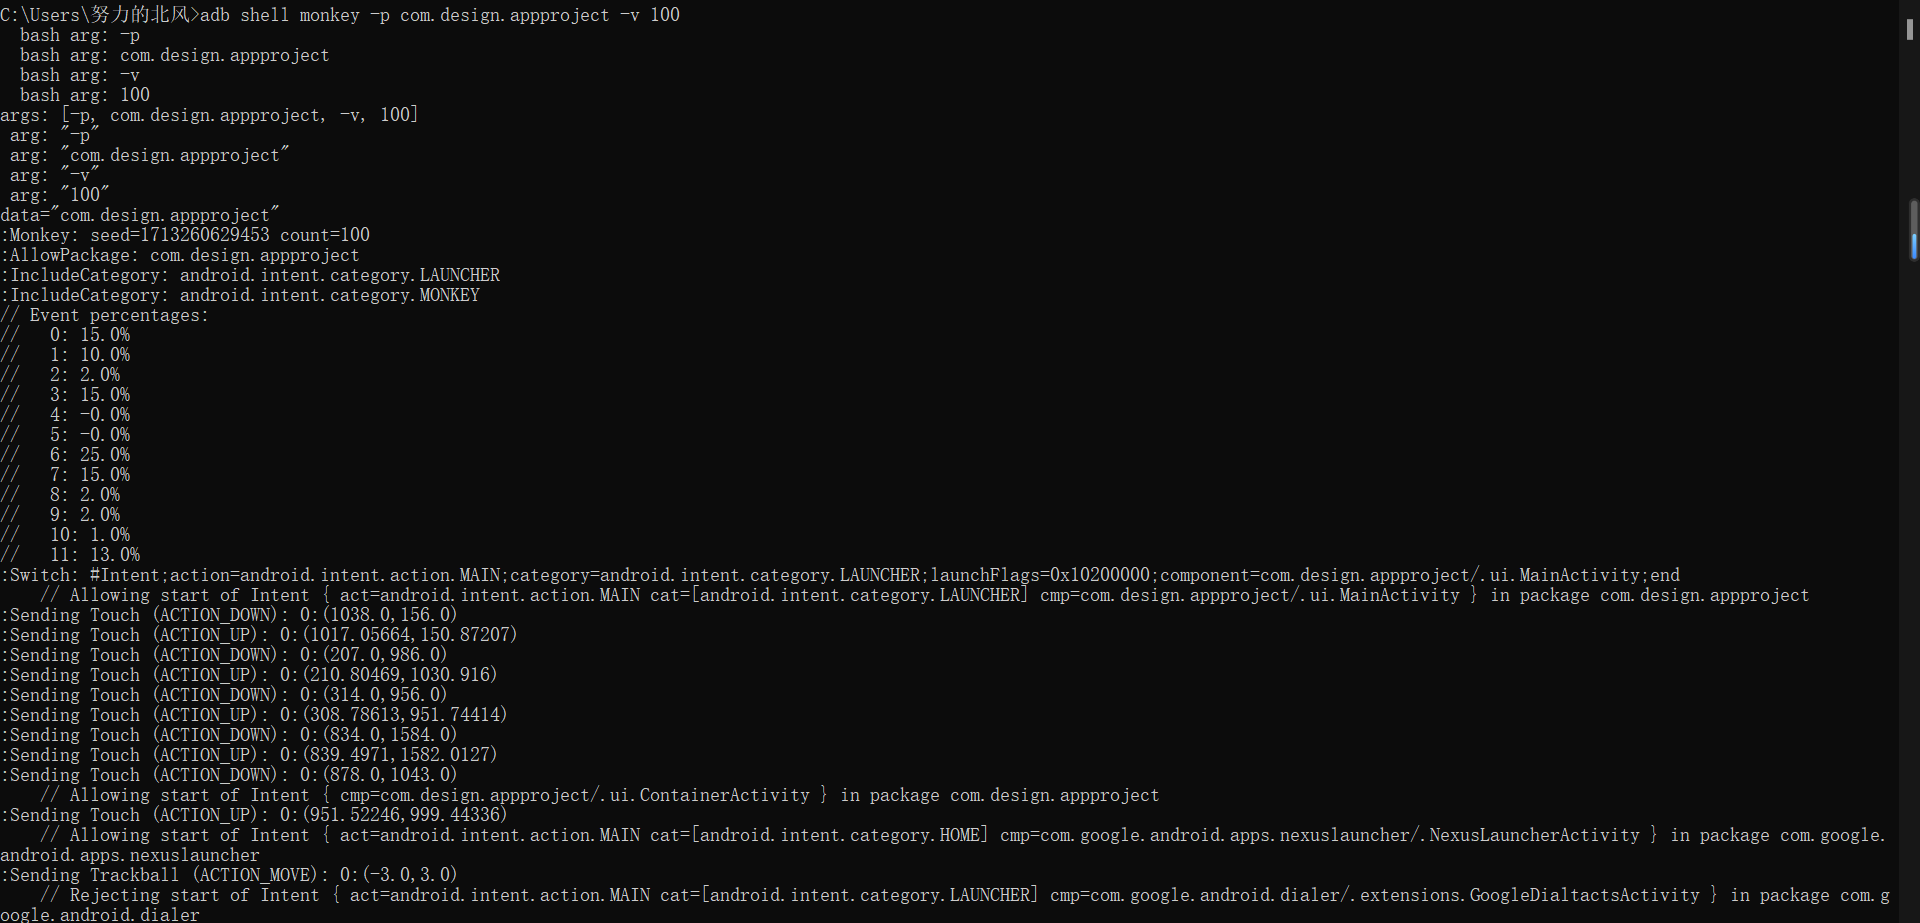 C:\Users\努力的北风>adb shell monkey -p com.design.appproject -v 100
  bash arg: -p
  bash arg: com.design.appproject
  bash arg: -v
  bash arg: 100
args: [-p, com.design.appproject, -v, 100]
 arg: "-p"
 arg: "com.design.appproject"
 arg: "-v"
 arg: "100"
data="com.design.appproject"
:Monkey: seed=1713260629453 count=100
:AllowPackage: com.design.appproject
:IncludeCategory: android.intent.category.LAUNCHER
:IncludeCategory: android.intent.category.MONKEY
// Event percentages:
//   0: 15.0%
//   1: 10.0%
//   2: 2.0%
//   3: 15.0%
//   4: -0.0%
//   5: -0.0%
//   6: 25.0%
//   7: 15.0%
//   8: 2.0%
//   9: 2.0%
//   10: 1.0%
//   11: 13.0%
:Switch: #Intent;action=android.intent.action.MAIN;category=android.intent.category.LAUNCHER;launchFlags=0x10200000;component=com.design.appproject/.ui.MainActivity;end
    // Allowing start of Intent { act=android.intent.action.MAIN cat=[android.intent.category.LAUNCHER] cmp=com.design.appproject/.ui.MainActivity } in package com.design.appproject
:Sending Touch (ACTION_DOWN): 0:(1038.0,156.0)
:Sending Touch (ACTION_UP): 0:(1017.05664,150.87207)
:Sending Touch (ACTION_DOWN): 0:(207.0,986.0)
:Sending Touch (ACTION_UP): 0:(210.80469,1030.916)
:Sending Touch (ACTION_DOWN): 0:(314.0,956.0)
:Sending Touch (ACTION_UP): 0:(308.78613,951.74414)
:Sending Touch (ACTION_DOWN): 0:(834.0,1584.0)
:Sending Touch (ACTION_UP): 0:(839.4971,1582.0127)
:Sending Touch (ACTION_DOWN): 0:(878.0,1043.0)
    // Allowing start of Intent { cmp=com.design.appproject/.ui.ContainerActivity } in package com.design.appproject
:Sending Touch (ACTION_UP): 0:(951.52246,999.44336)
    // Allowing start of Intent { act=android.intent.action.MAIN cat=[android.intent.category.HOME] cmp=com.google.android.apps.nexuslauncher/.NexusLauncherActivity } in package com.google.
android.apps.nexuslauncher
:Sending Trackball (ACTION_MOVE): 0:(-3.0,3.0)
    // Rejecting start of Intent { act=android.intent.action.MAIN cat=[android.intent.category.LAUNCHER] cmp=com.google.android.dialer/.extensions.GoogleDialtactsActivity } in package com.g
oogle.android.dialer